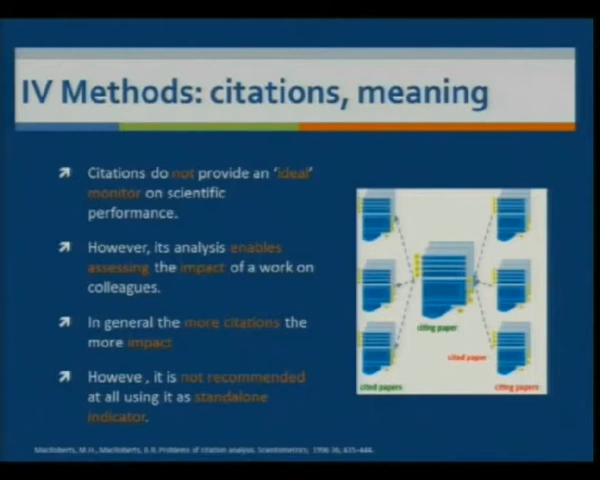 IV Methods: citations, meaning
Citations do not provide an 'ideal'
monitor on scientific
performance.
However, its analysis enables
assessing the impact of a work on
colleagues.
In general the more citations the
more impact
Howeve , it is not recommended
at all using it as standalone
indicator.
citing paper
cited paper
cited papers
citing papers
MacRoberts, M.H., MacRoberts, B.R. Problems of citation analysis. Scientometrics; 1996 36, 435-444.